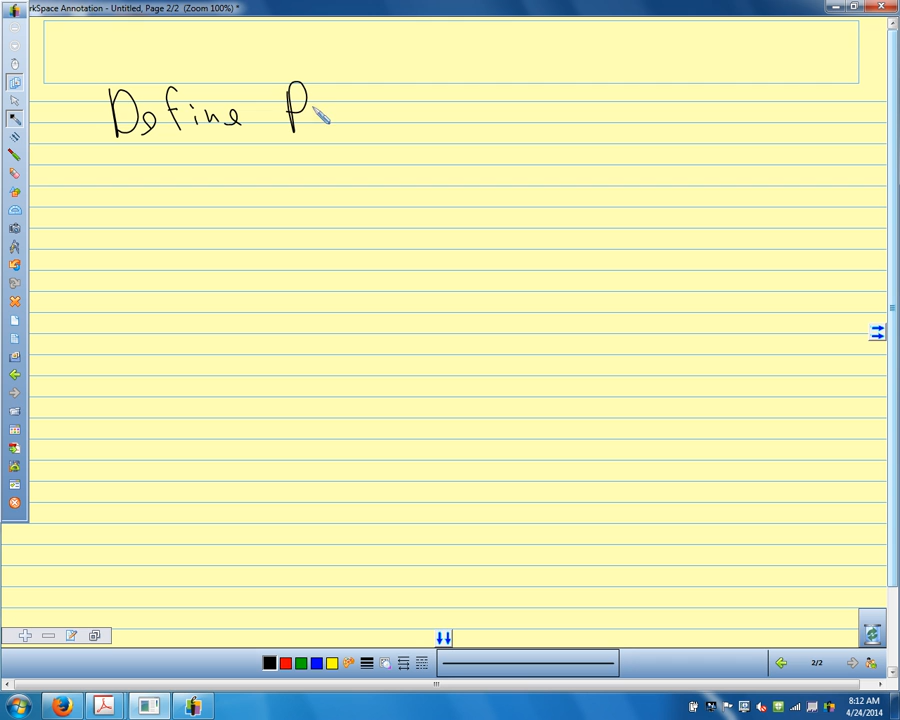 rkSpace Annotation - Untitled, Page 2/2 (Zoom 100%) *
Define P
2/2
8:12 AM
4/24/2014